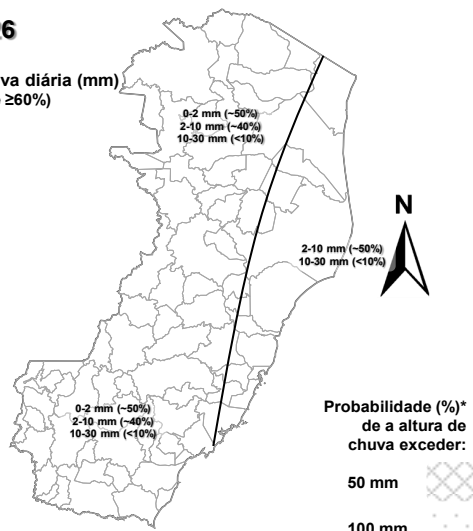 26
va diária (mm)
≥60%)
0-2 mm (~50%)
2-10 mm (~40%)
10-30 mm (<10%)
2-10 mm (~50%)
10-30 mm (<10%)
N
0-2 mm (~50%)
2-10 mm (~40%)
10-30 mm (<10%)
Probabilidade (%)*
de a altura de
chuva exceder:
50 mm
100 mm